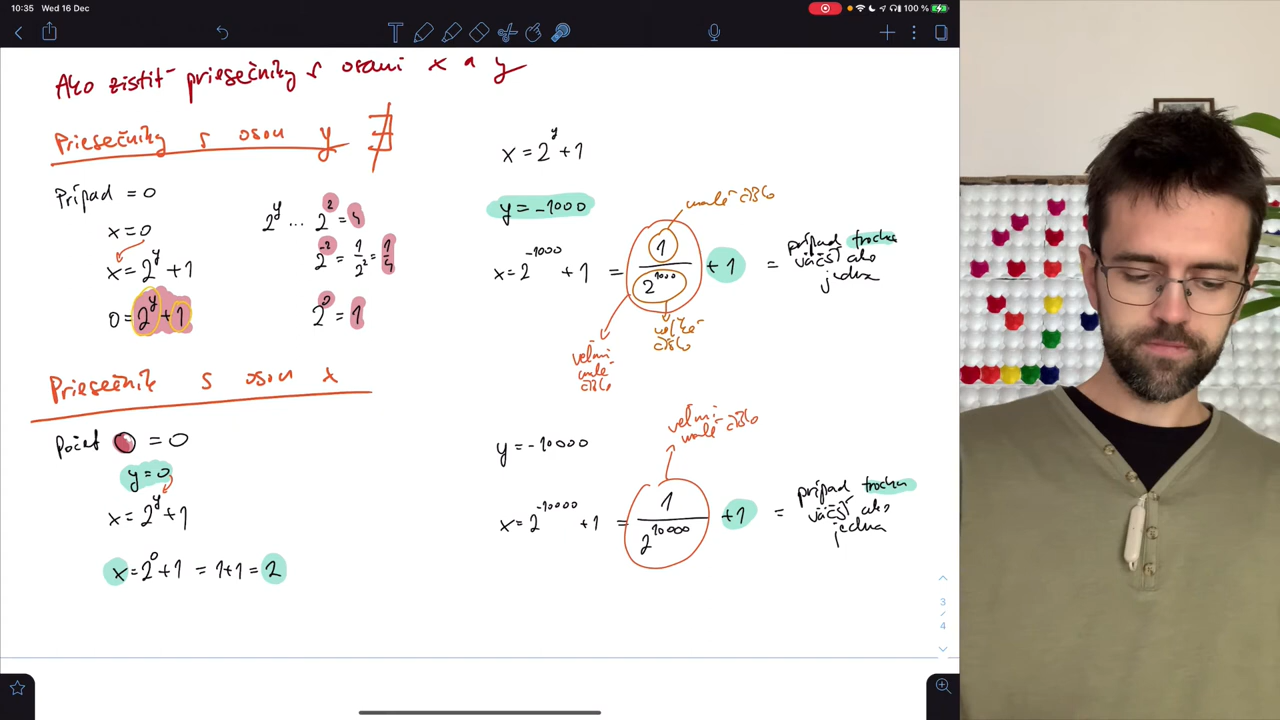 10:35 Wed 16 Dec
100 %
Ako zistiť priesečníky s osami x a y
Priesečníky s osou y ∄
Prípad = 0
x = 0
x = 2^y + 1
0 = 2^y + 1
2^y ... 2^2 = 4
2^-2 = 1/2^2 = 1/4
2^0 = 1
Priesečník s osou x
Počet = 0
y = 0
x = 2^y + 1
x = 2^0 + 1 = 1+1 = 2
x = 2^y + 1
y = -1000
malé číslo
x = 2^-1000 + 1 = 1/2^1000 + 1 = prípad trocha
väčší ako
jedna
veľké
číslo
veľmi
malé
číslo
veľmi
malé číslo
y = -10000
x = 2^-10000 + 1 = 1/2^10000 + 1 = prípad trocha
väčší ako
jedna
3
/
4